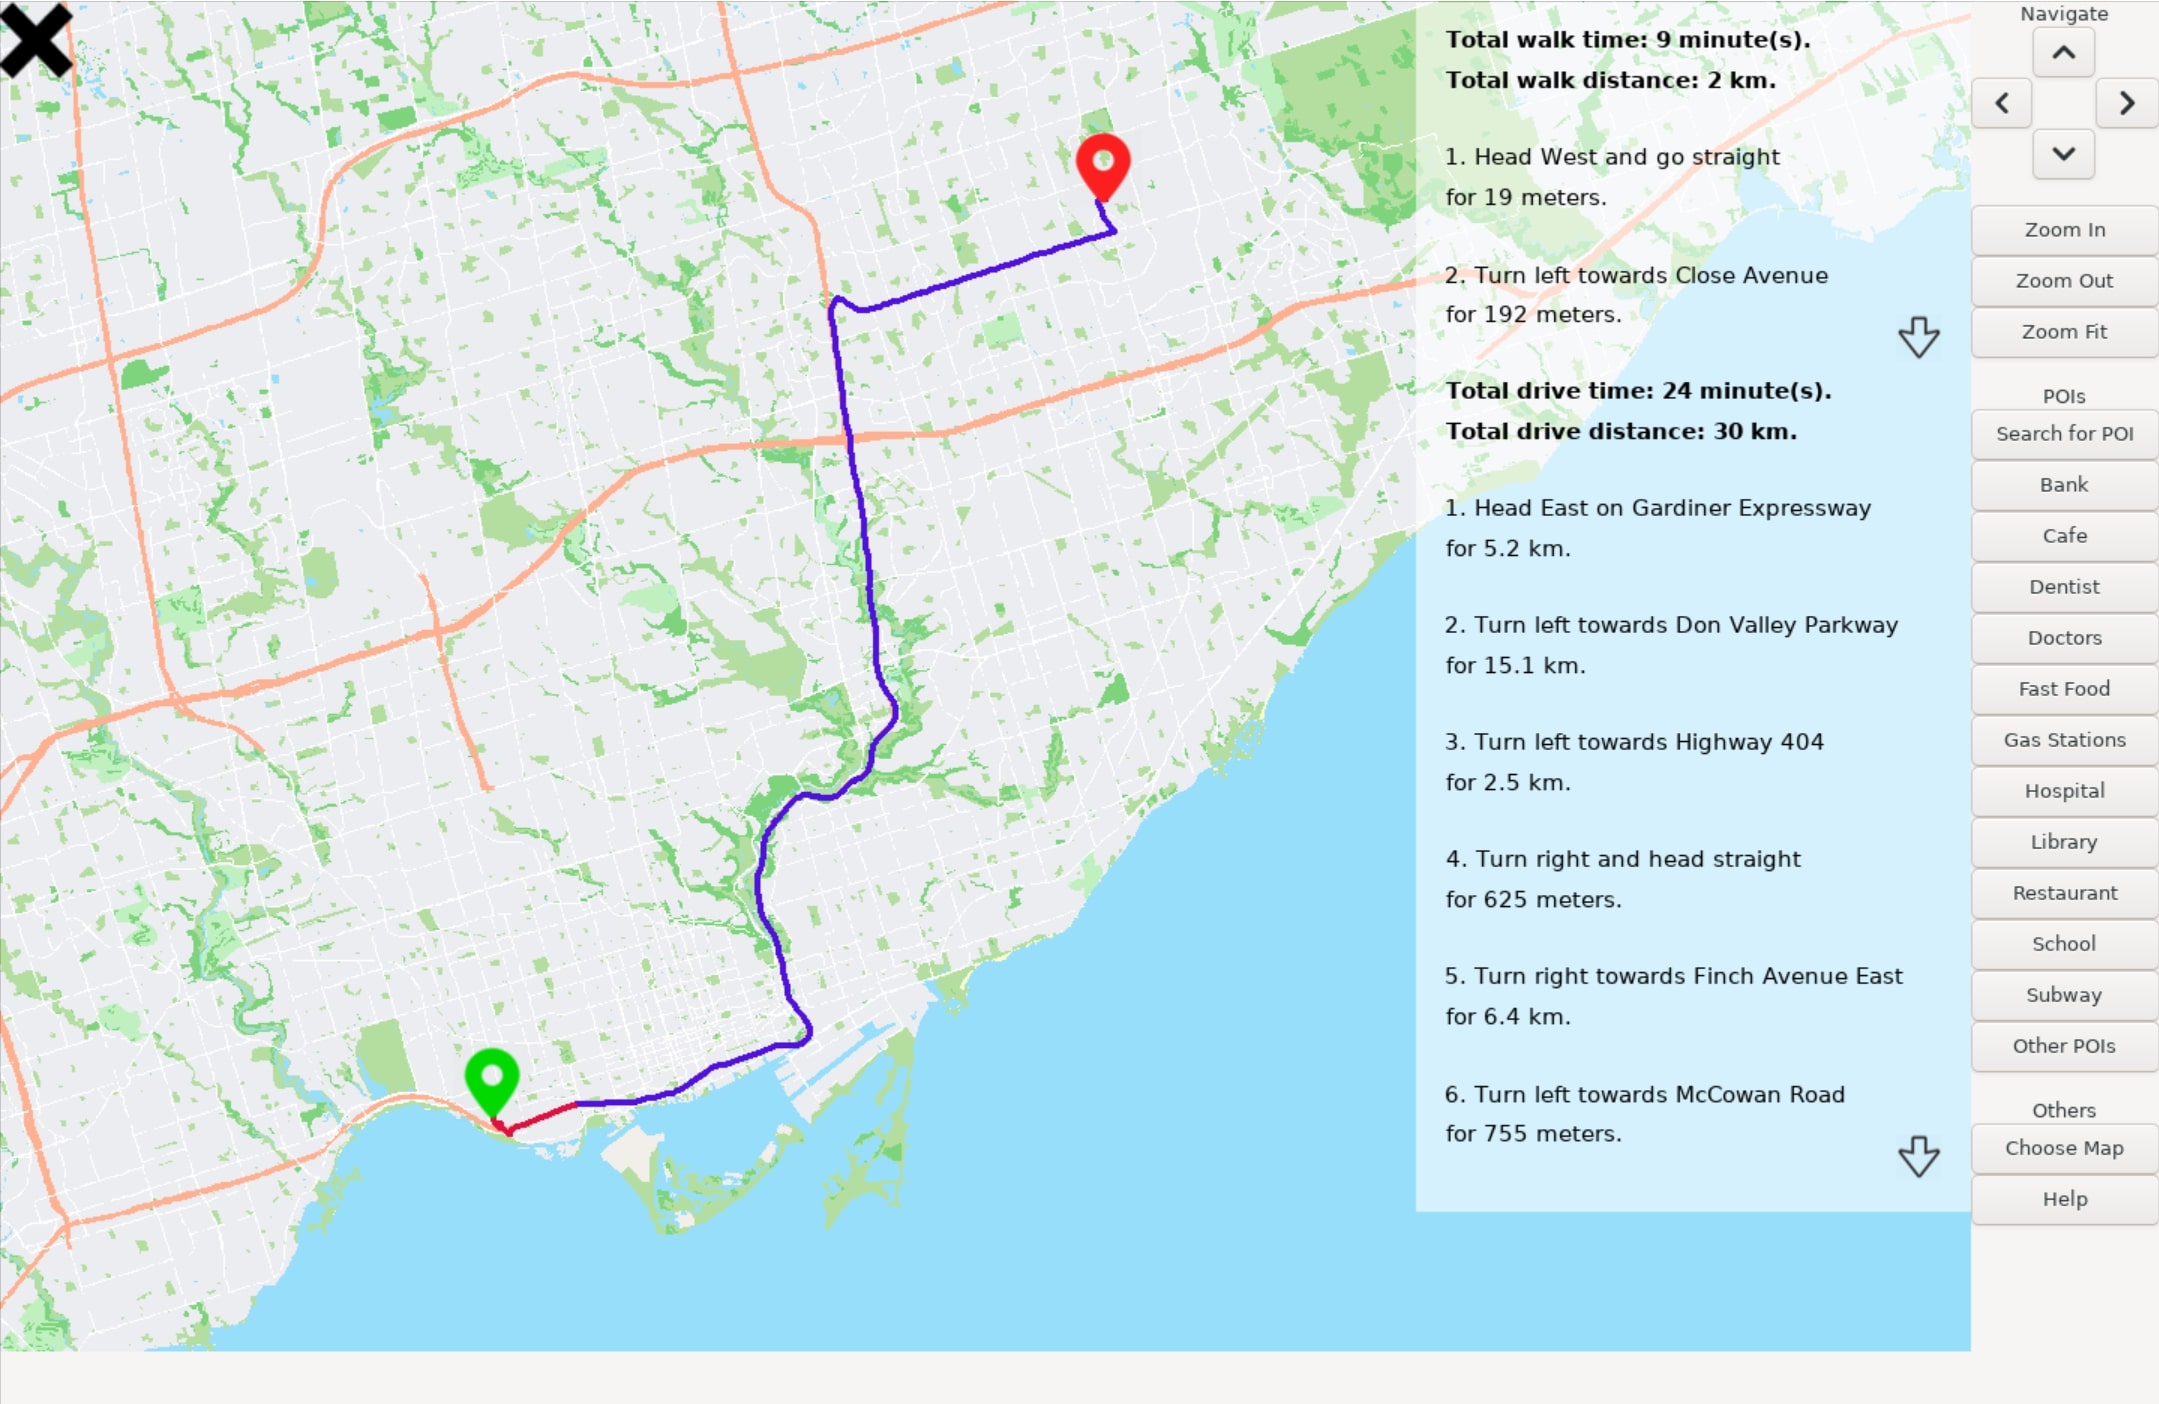 Total walk time: 9 minute(s).
Total walk distance: 2 km.
1. Head West and go straight
for 19 meters.
2. Turn left towards Close Avenue
for 192 meters.
Total drive time: 24 minute(s).
Total drive distance: 30 km.
1. Head East on Gardiner Expressway
for 5.2 km.
2. Turn left towards Don Valley Parkway
for 15.1 km.
3. Turn left towards Highway 404
for 2.5 km.
4. Turn right and head straight
for 625 meters.
5. Turn right towards Finch Avenue East
for 6.4 km.
6. Turn left towards McCowan Road
for 755 meters.
Navigate
Zoom In
Zoom Out
Zoom Fit
POIs
Search for POI
Bank
Cafe
Dentist
Doctors
Fast Food
Gas Stations
Hospital
Library
Restaurant
School
Subway
Other POIs
Others
Choose Map
Help